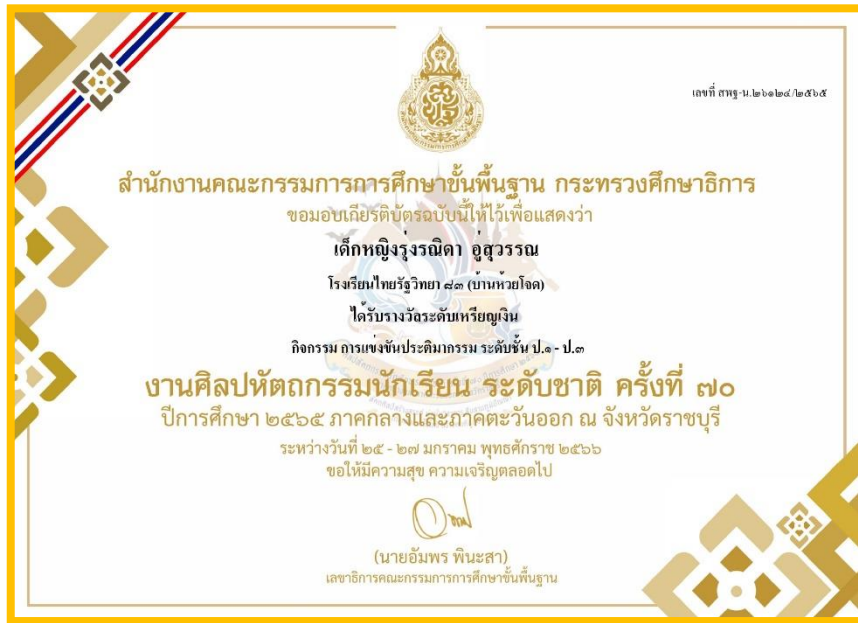 เลขที่ สพฐ-น.๒๖๑๒๔/๒๕๖๕
สำนักงานคณะกรรมการการศึกษาขั้นพื้นฐาน กระทรวงศึกษาธิการ
ขอมอบเกียรติบัตรฉบับนี้ให้ไว้เพื่อแสดงว่า
เด็กหญิงรุ่งรณิดา อู่สุวรรณ
โรงเรียนไทยรัฐวิทยา ๘๓ (บ้านห้วยโจด)
ได้รับรางวัลระดับเหรียญเงิน
กิจกรรม การแข่งขันประติมากรรม ระดับชั้น ป.๑ - ป.๓
งานศิลปหัตถกรรมนักเรียน ระดับชาติ ครั้งที่ ๗๐
ปีการศึกษา ๒๕๖๕ ภาคกลางและภาคตะวันออก ณ จังหวัดราชบุรี
ระหว่างวันที่ ๒๕ - ๒๗ มกราคม พุทธศักราช ๒๕๖๖
ขอให้มีความสุข ความเจริญตลอดไป
(นายอัมพร พินะสา)
เลขาธิการคณะกรรมการการศึกษาขั้นพื้นฐาน